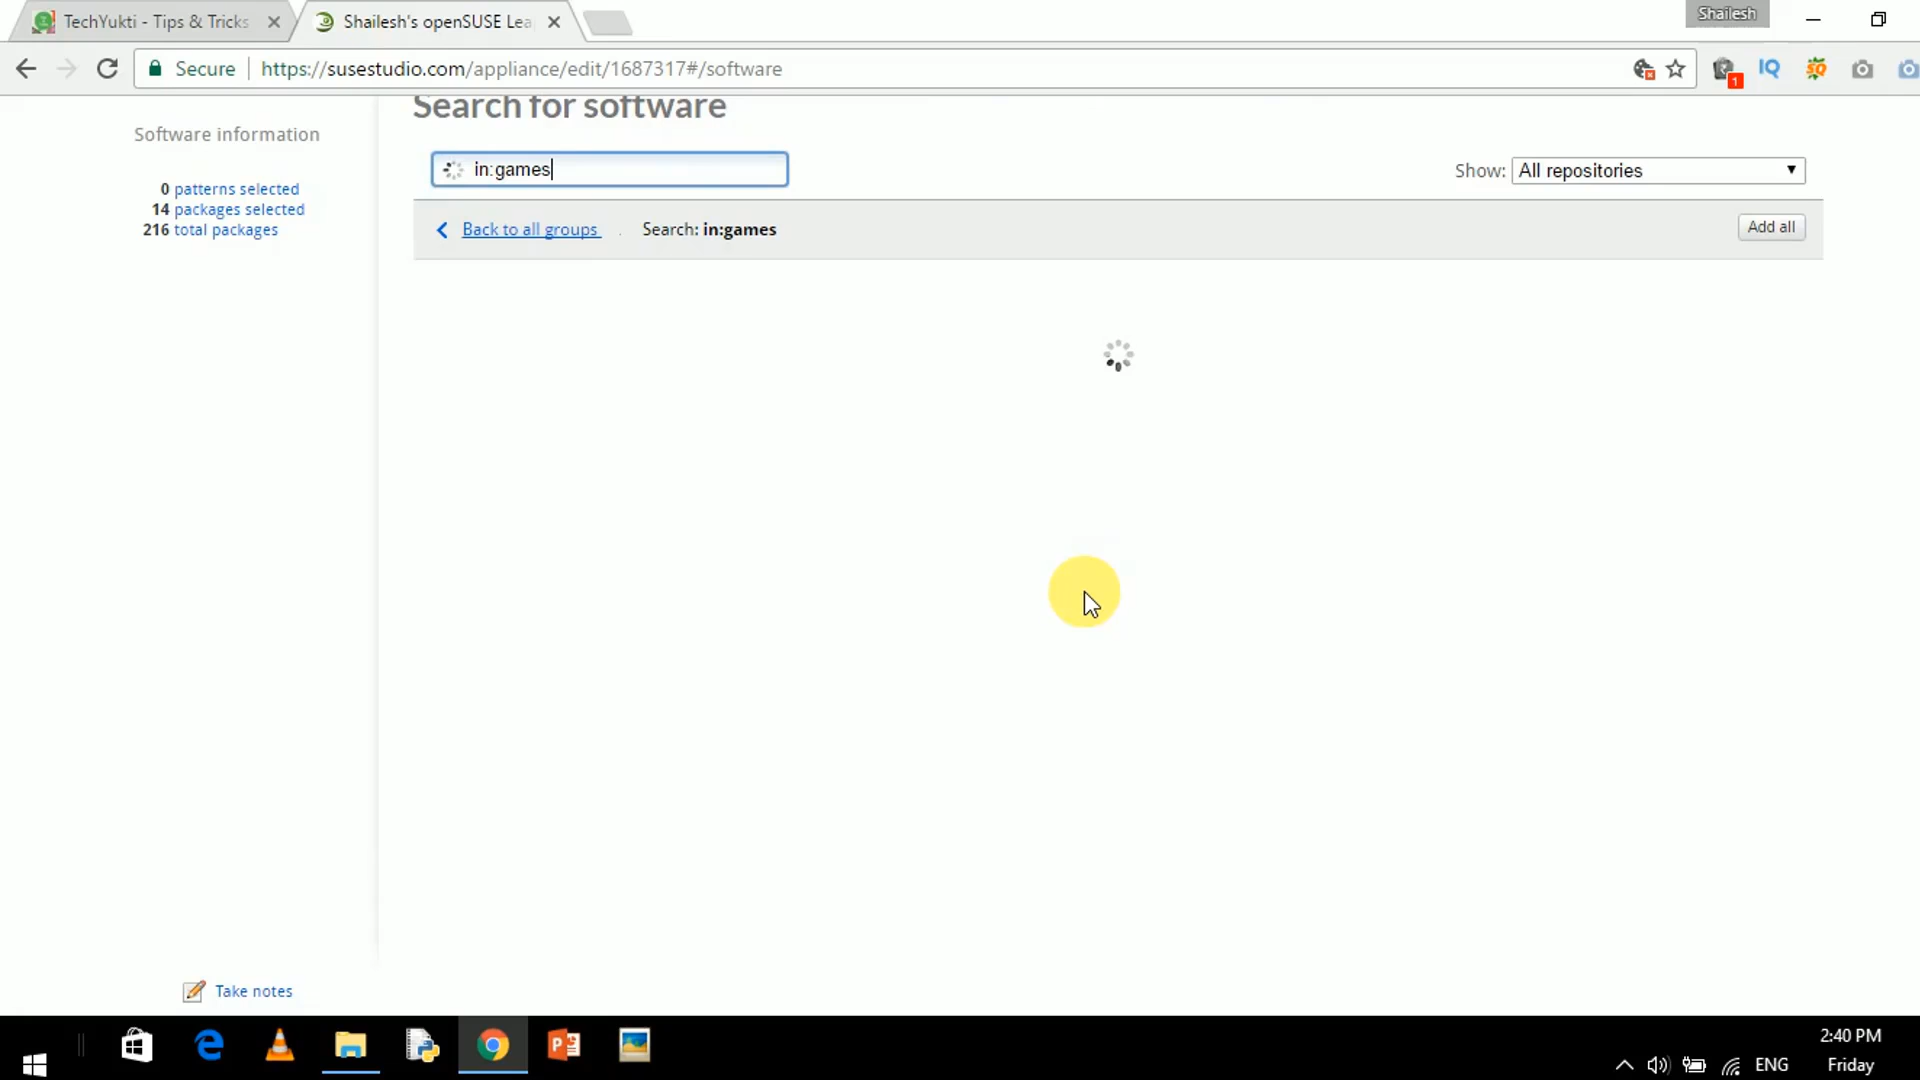 TechYukti - Tips & Tricks
Shailesh's openSUSE Lea
Shailesh
Secure
https://susestudio.com/appliance/edit/1687317#/software
1
IQ
Search for software
Software information
in:games
Show: All repositories
0 patterns selected
14 packages selected
216 total packages
Back to all groups . Search: in:games
Add all
Take notes
2:40 PM
ENG
Friday